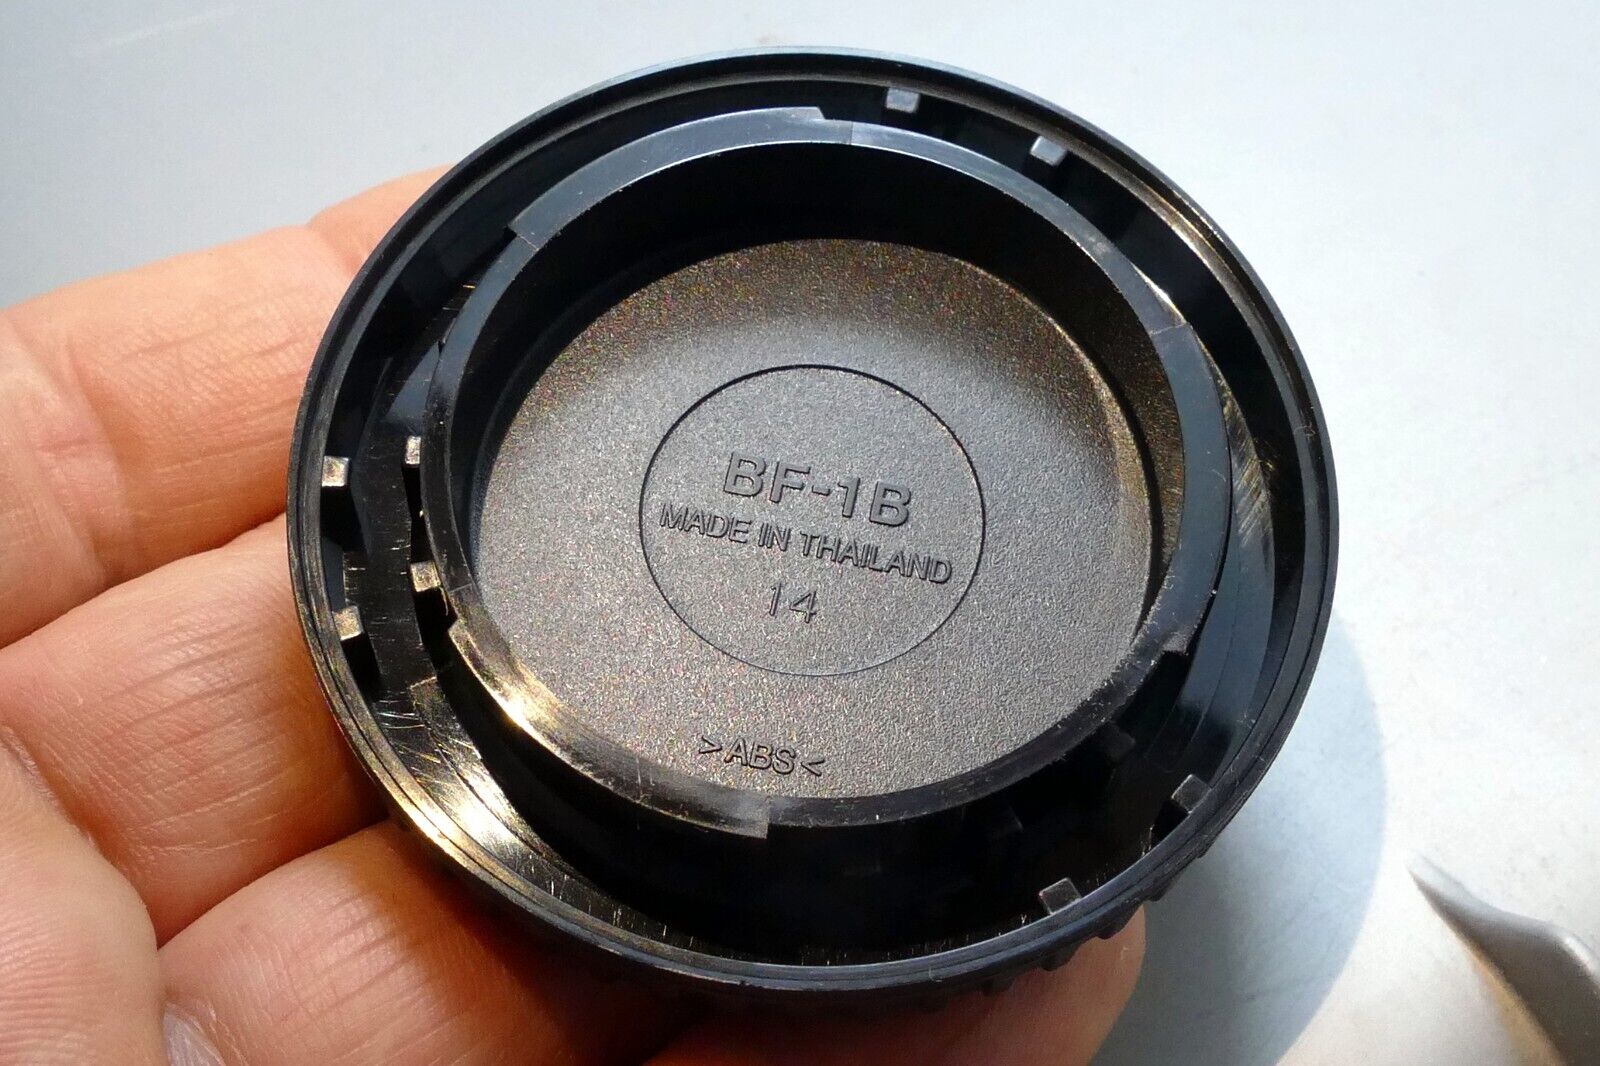 BF-1B
MADE IN THAILAND
14
>ABS<